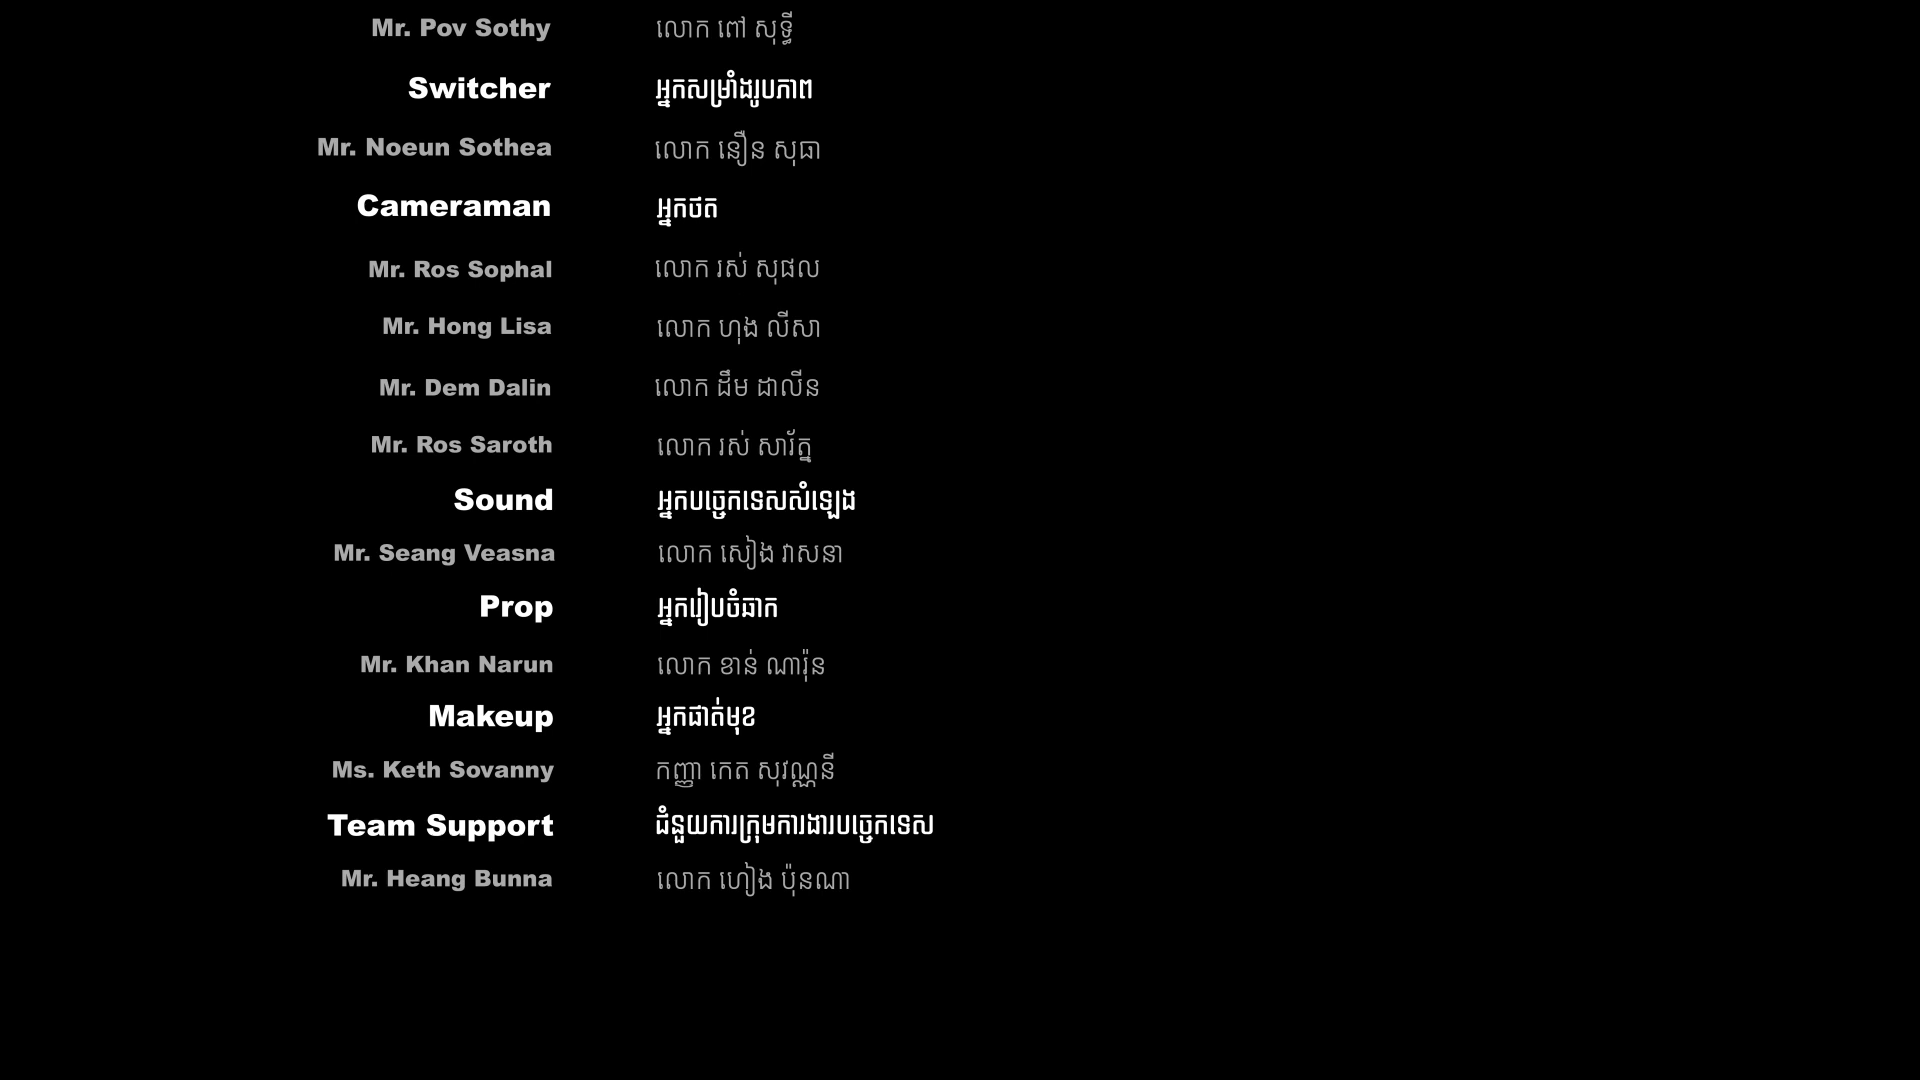 Mr. Pov Sothy លោក ពៅ សុទ្ធី
Switcher អ្នកសម្រាំងរូបភាព
Mr. Noeun Sothea លោក នឿន សុធា
Cameraman អ្នកថត
Mr. Ros Sophal លោក រស់ សុផល
Mr. Hong Lisa លោក ហុង លីសា
Mr. Dem Dalin លោក ដឹម ដាលីន
Mr. Ros Saroth លោក រស់ សារ័ត្ន
Sound អ្នកបច្ចេកទេសសំឡេង
Mr. Seang Veasna លោក សៀង វាសនា
Prop អ្នករៀបចំឆាក
Mr. Khan Narun លោក ខាន់ ណារ៉ុន
Makeup អ្នកផាត់មុខ
Ms. Keth Sovanny កញ្ញា កេត សុវណ្ណនី
Team Support ជំនួយការក្រុមការងារបច្ចេកទេស
Mr. Heang Bunna លោក ហៀង ប៉ុនណា